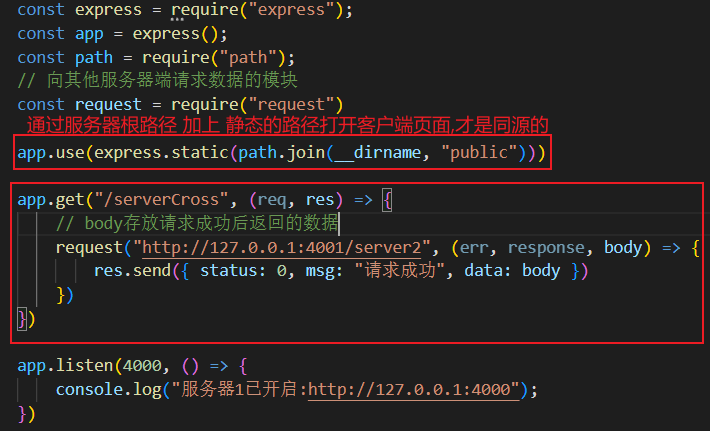 const express = require("express");
const app = express();
const path = require("path");
// 向其他服务器端请求数据的模块
const request = require("request")
通过服务器根路径 加上 静态的路径打开客户端页面,才是同源的
app.use(express.static(path.join(__dirname, "public")))
app.get("/serverCross", (req, res) => {
// body存放请求成功后返回的数据
request("http://127.0.0.1:4001/server2", (err, response, body) => {
res.send({ status: 0, msg: "请求成功", data: body })
})
})
app.listen(4000, () => {
console.log("服务器1已开启:http://127.0.0.1:4000");
})